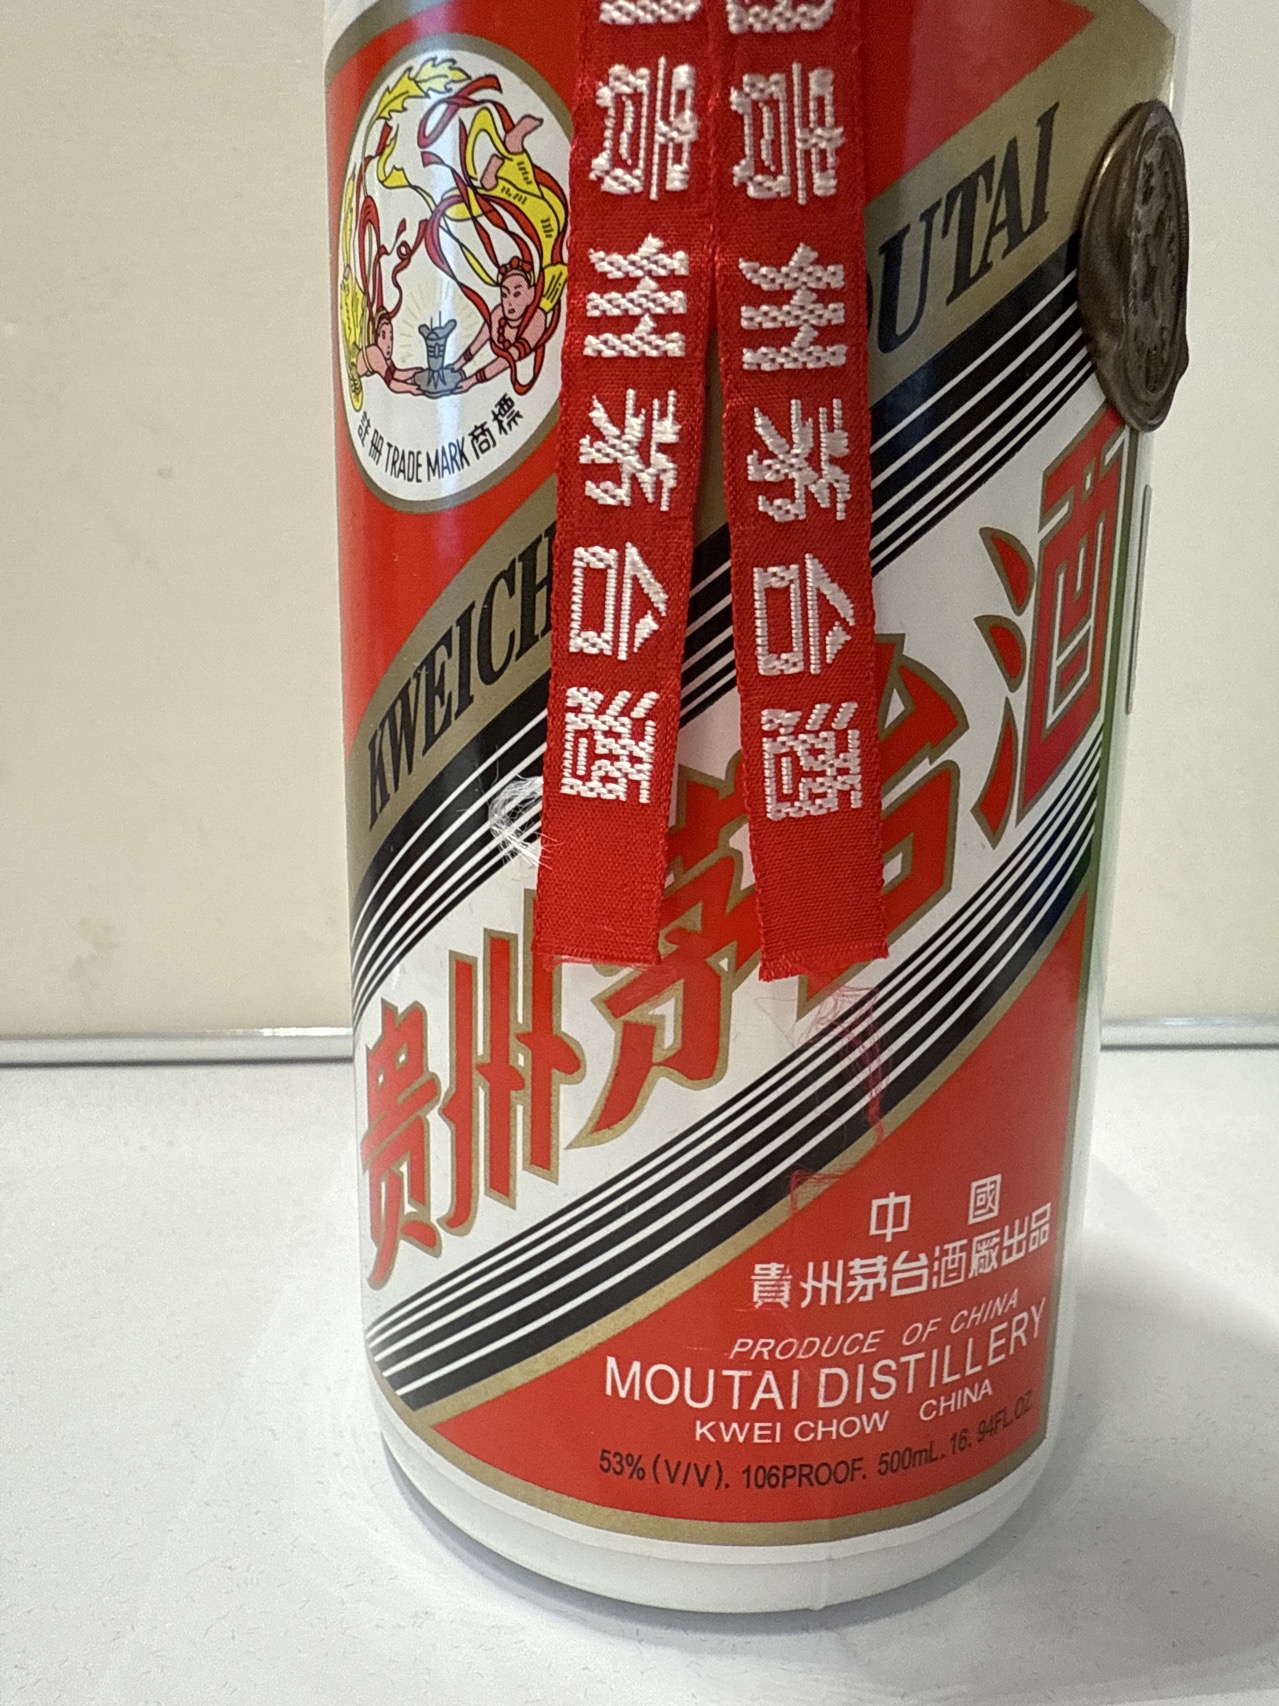 註册 TRADE MARK 商標
貴州茅台酒
貴州茅台酒
KWEICH
OUTAI
贵州茅台酒
中國
貴州茅台酒廠出品
PRODUCE OF CHINA
MOUTAI DISTILLERY
KWEI CHOW CHINA
53% (V/V). 106PROOF. 500mL. 16. 94FL.OZ